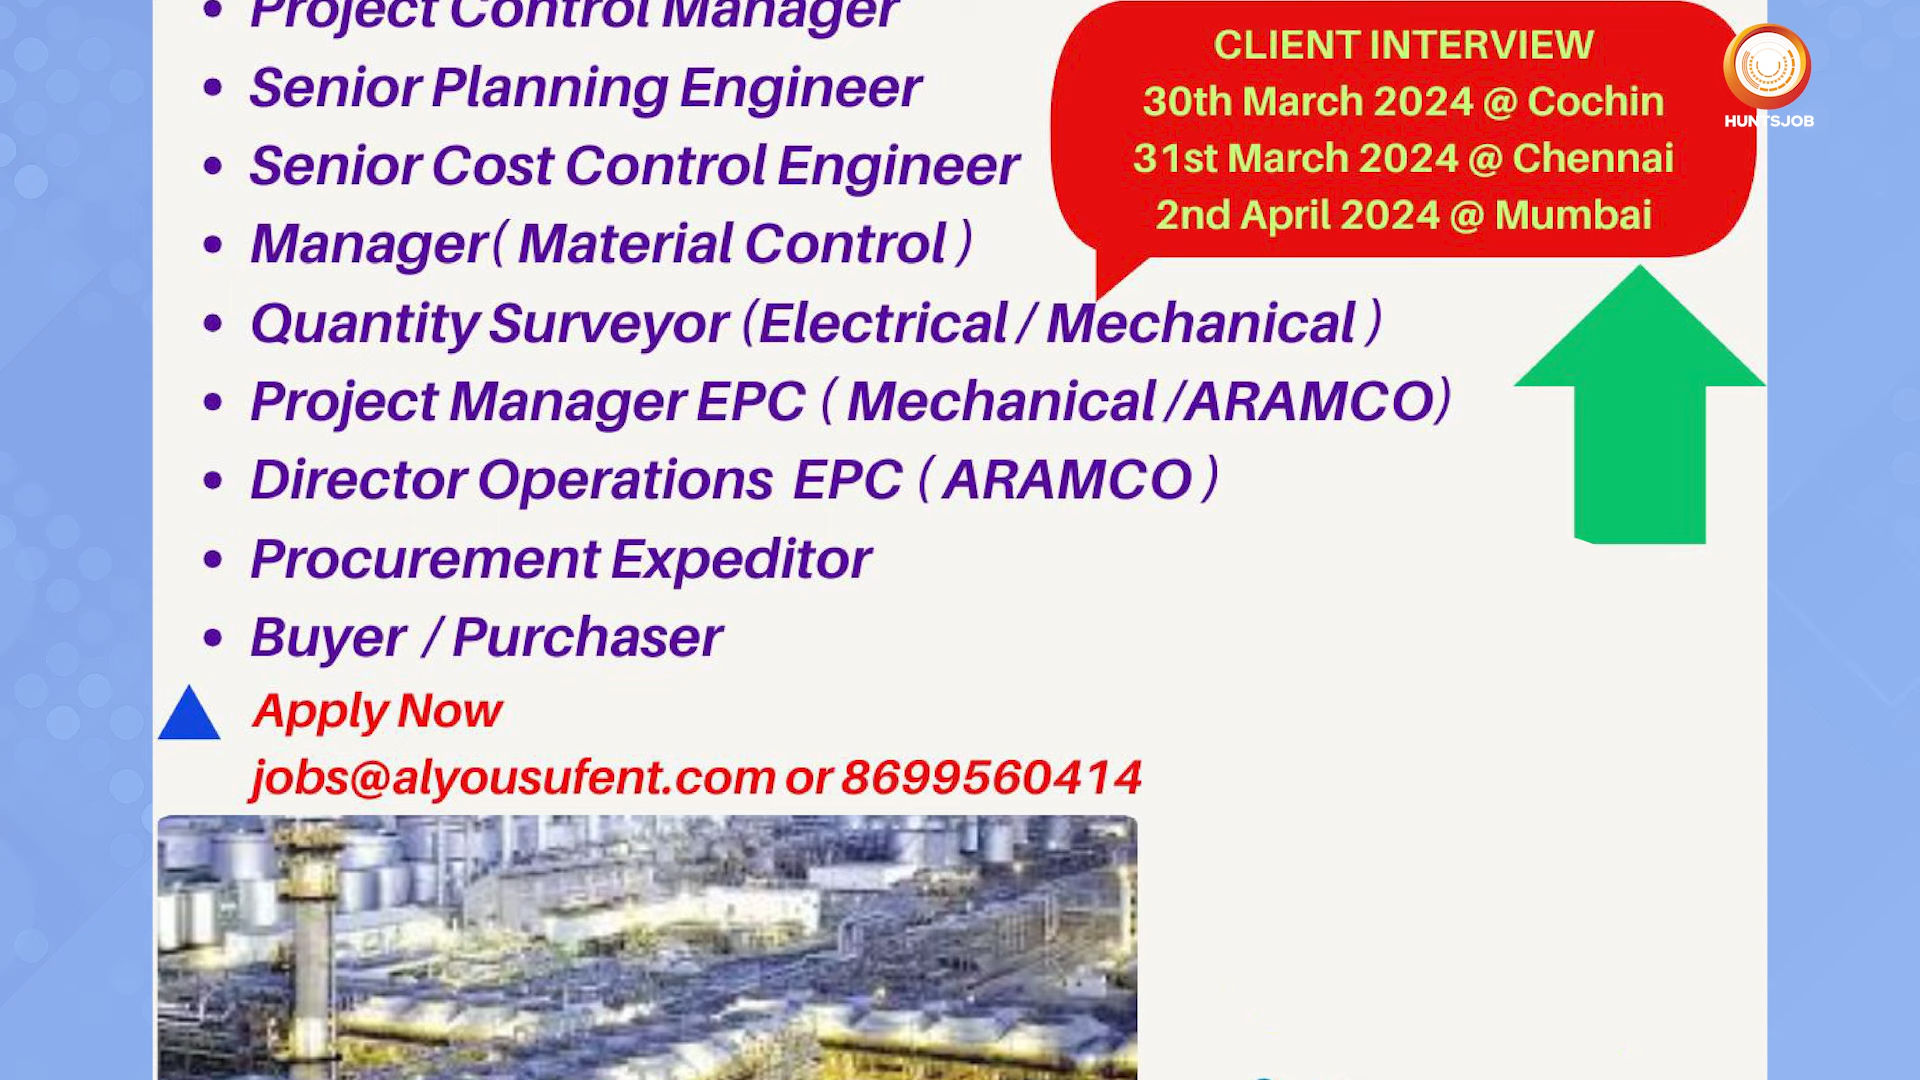 Project Control Manager
Senior Planning Engineer
Senior Cost Control Engineer
Manager( Material Control )
Quantity Surveyor (Electrical / Mechanical )
Project Manager EPC ( Mechanical /ARAMCO)
Director Operations EPC ( ARAMCO )
Procurement Expeditor
Buyer / Purchaser
Apply Now
jobs@alyousufent.com or 8699560414
CLIENT INTERVIEW
30th March 2024 @ Cochin
31st March 2024 @ Chennai
2nd April 2024 @ Mumbai
HUNTSJOB